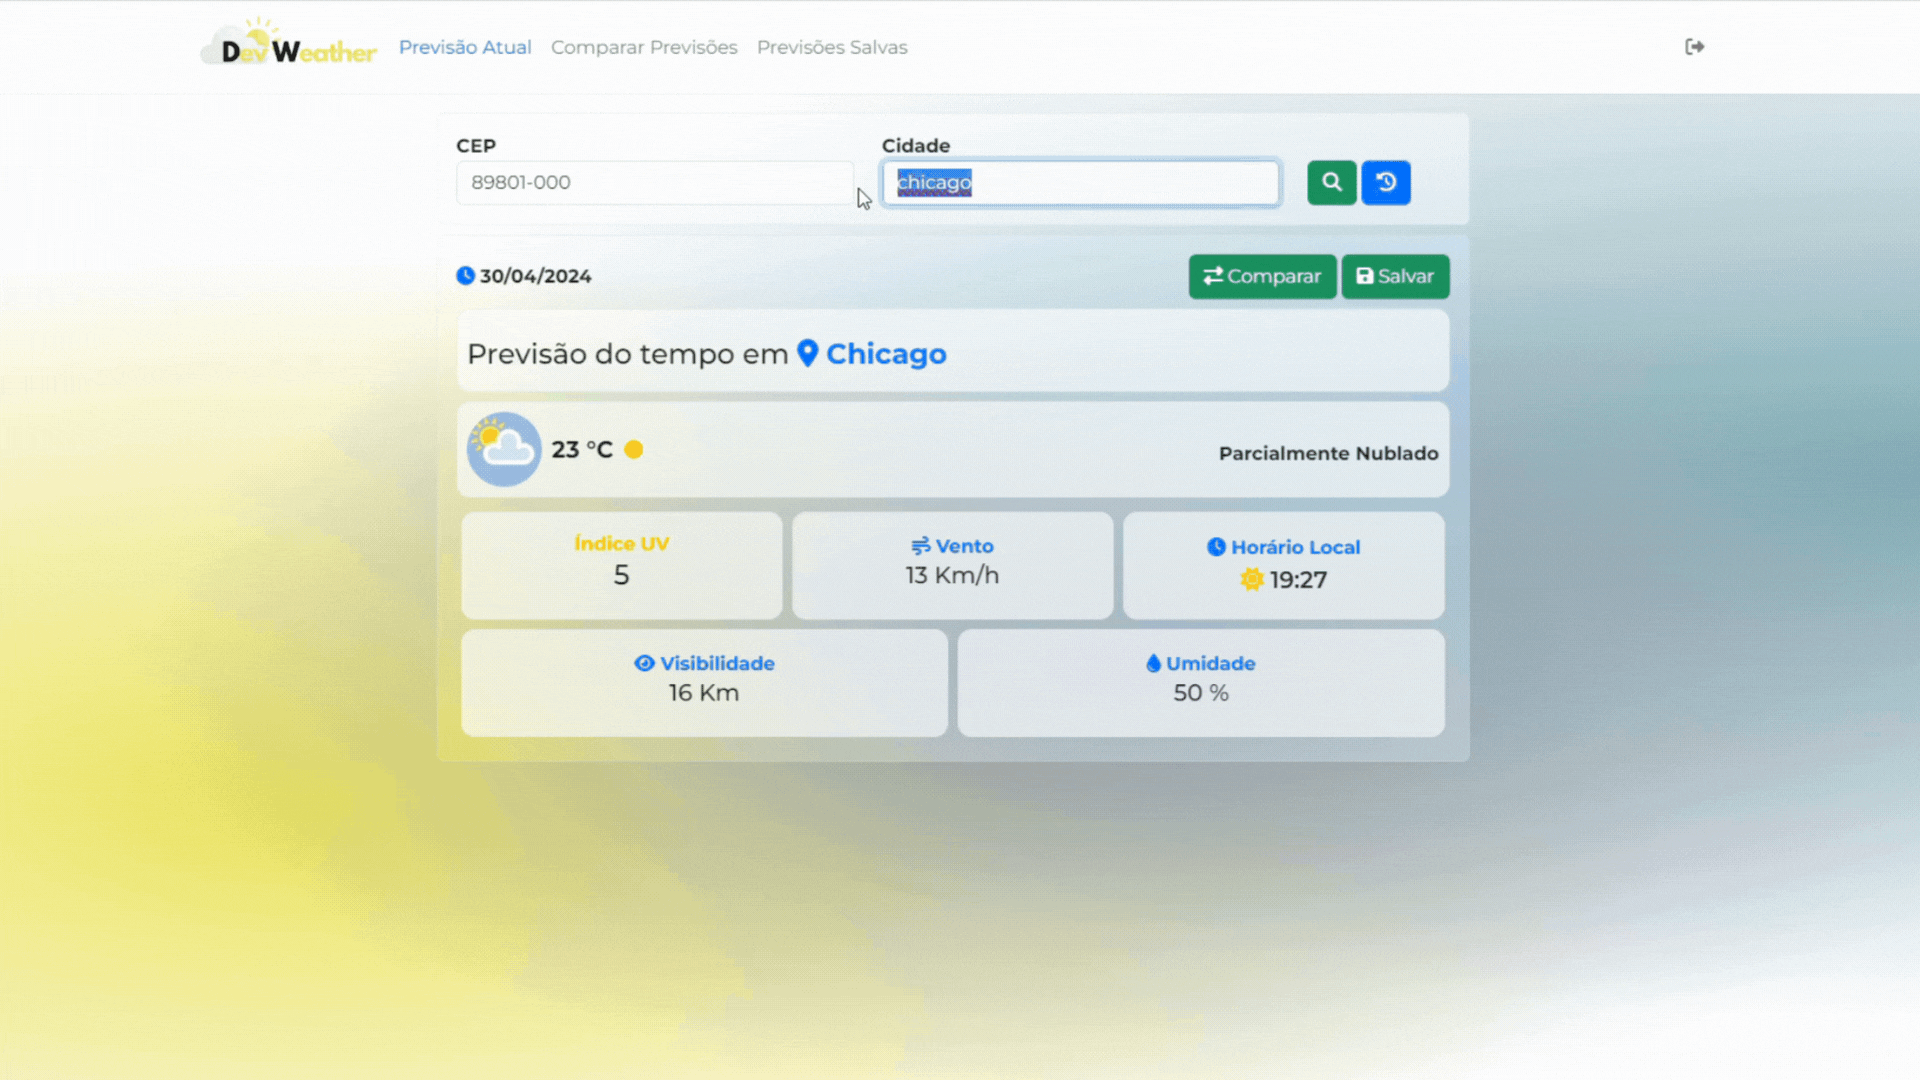 Dev Weather
Previsão Atual
Comparar Previsões
Previsões Salvas
CEP
Cidade
89801-000
chicago
30/04/2024
Comparar
Salvar
Previsão do tempo em Chicago
23 °C
Parcialmente Nublado
Índice UV
5
Vento
13 Km/h
Horário Local
19:27
Visibilidade
16 Km
Umidade
50 %